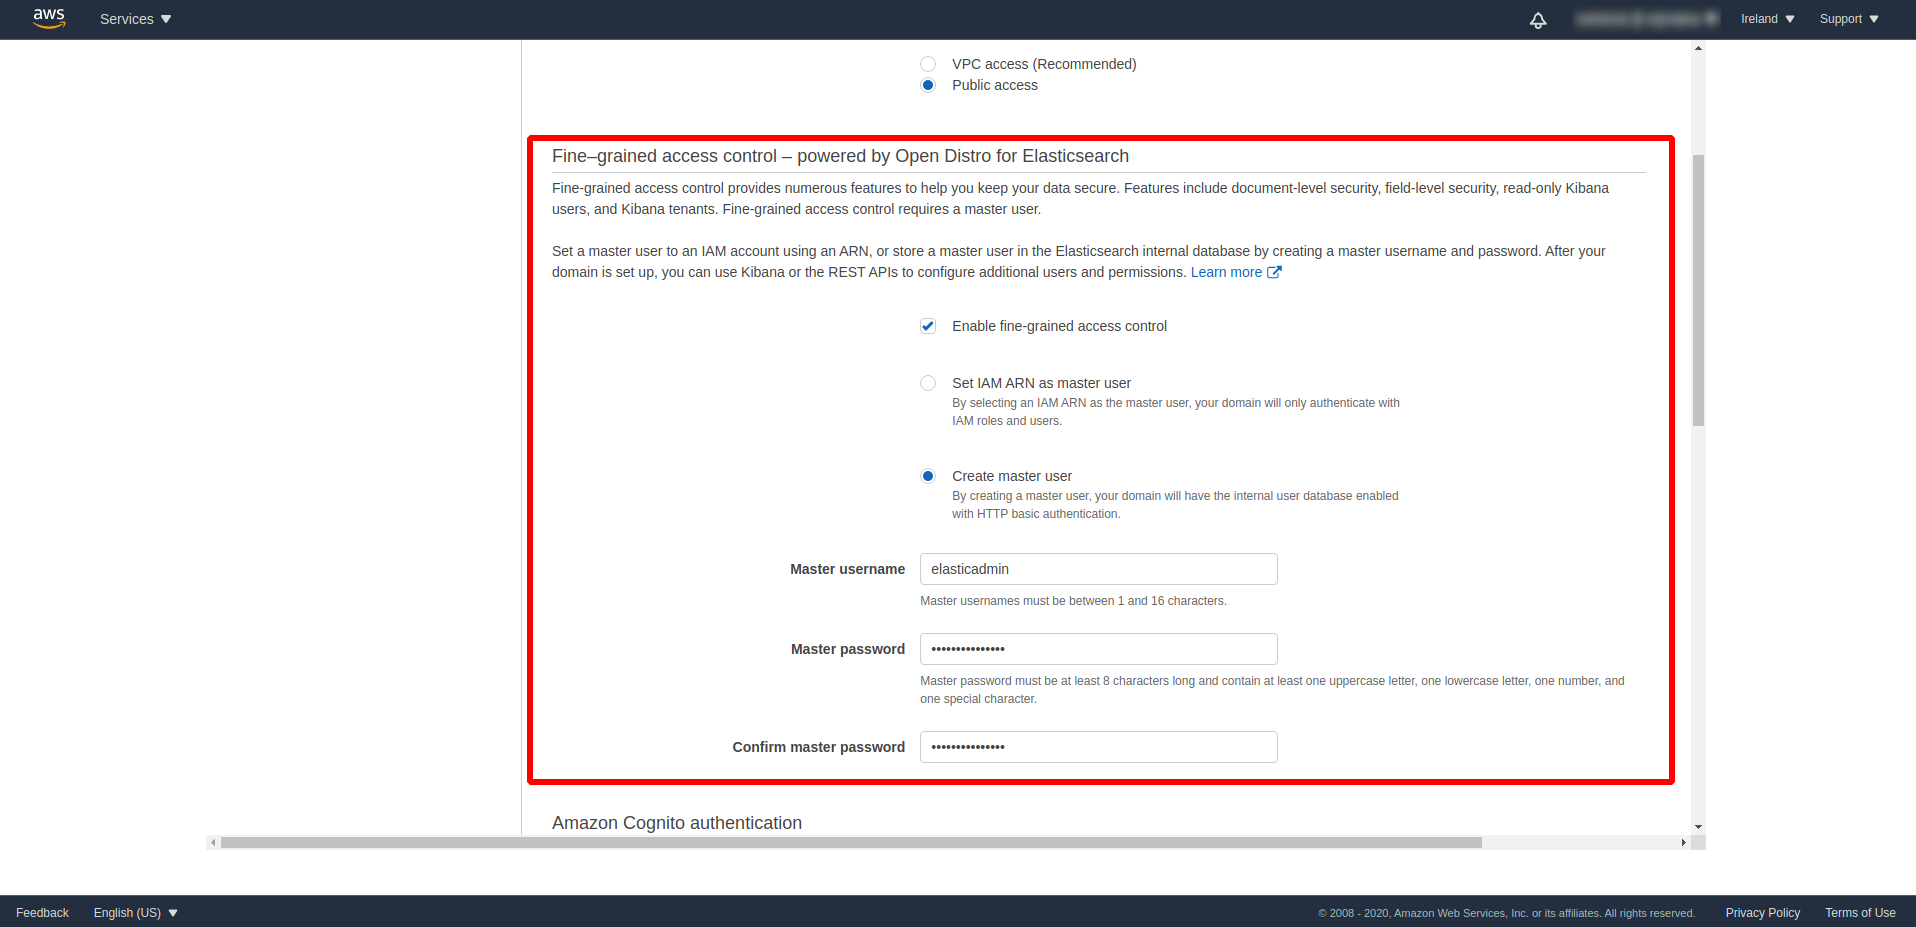 aws Services Ireland Support
VPC access (Recommended)
Public access
Fine–grained access control – powered by Open Distro for Elasticsearch
Fine-grained access control provides numerous features to help you keep your data secure. Features include document-level security, field-level security, read-only Kibana
users, and Kibana tenants. Fine-grained access control requires a master user.
Set a master user to an IAM account using an ARN, or store a master user in the Elasticsearch internal database by creating a master username and password. After your
domain is set up, you can use Kibana or the REST APIs to configure additional users and permissions. Learn more
Enable fine-grained access control
Set IAM ARN as master user
By selecting an IAM ARN as the master user, your domain will only authenticate with
IAM roles and users.
Create master user
By creating a master user, your domain will have the internal user database enabled
with HTTP basic authentication.
Master username elasticadmin
Master usernames must be between 1 and 16 characters.
Master password •••••••••••••••
Master password must be at least 8 characters long and contain at least one uppercase letter, one lowercase letter, one number, and
one special character.
Confirm master password •••••••••••••••
Amazon Cognito authentication
Feedback English (US) © 2008 - 2020, Amazon Web Services, Inc. or its affiliates. All rights reserved. Privacy Policy Terms of Use